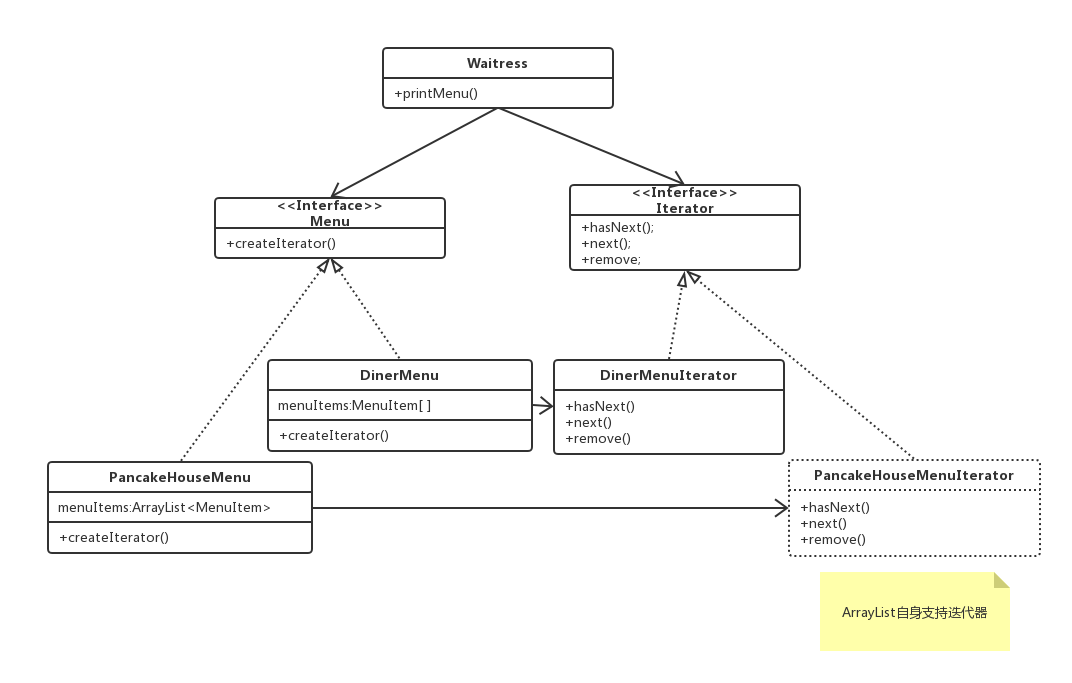 Waitress
+printMenu()
<<Interface>>
Menu
+createIterator()
<<Interface>>
Iterator
+hasNext();
+next();
+remove;
DinerMenu
menuItems:MenuItem[ ]
+createIterator()
DinerMenuIterator
+hasNext()
+next()
+remove()
PancakeHouseMenu
menuItems:ArrayList<MenuItem>
+createIterator()
PancakeHouseMenuIterator
+hasNext()
+next()
+remove()
ArrayList自身支持迭代器